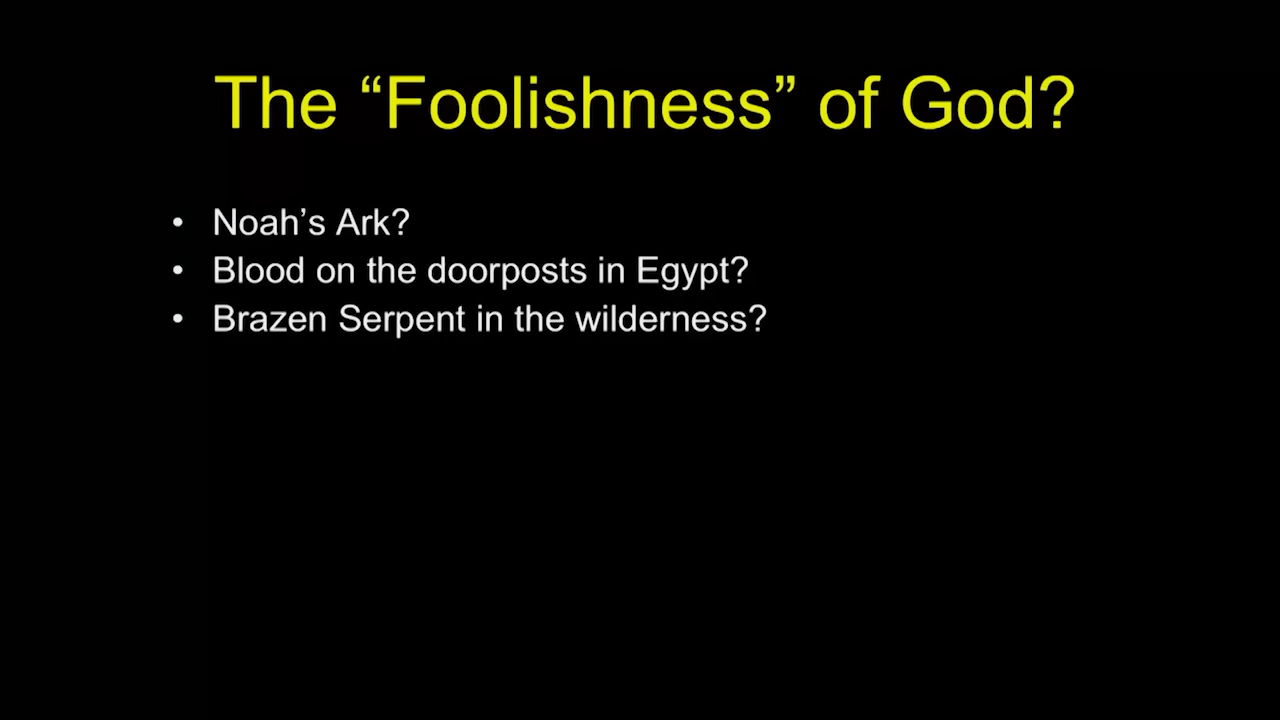 The “Foolishness” of God?
• Noah’s Ark?
• Blood on the doorposts in Egypt?
• Brazen Serpent in the wilderness?